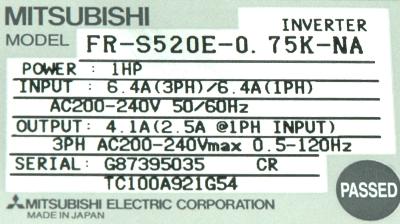 MITSUBISHI
INVERTER
MODEL FR-S520E-0.75K-NA
POWER : 1HP
INPUT : 6.4A(3PH)/6.4A(1PH)
AC200-240V 50/60Hz
OUTPUT: 4.1A(2.5A @1PH INPUT)
3PH AC200-240Vmax 0.5-120Hz
SERIAL: G87395035 CR
TC100A921G54
PASSED
MITSUBISHI ELECTRIC CORPORATION
MADE IN JAPAN